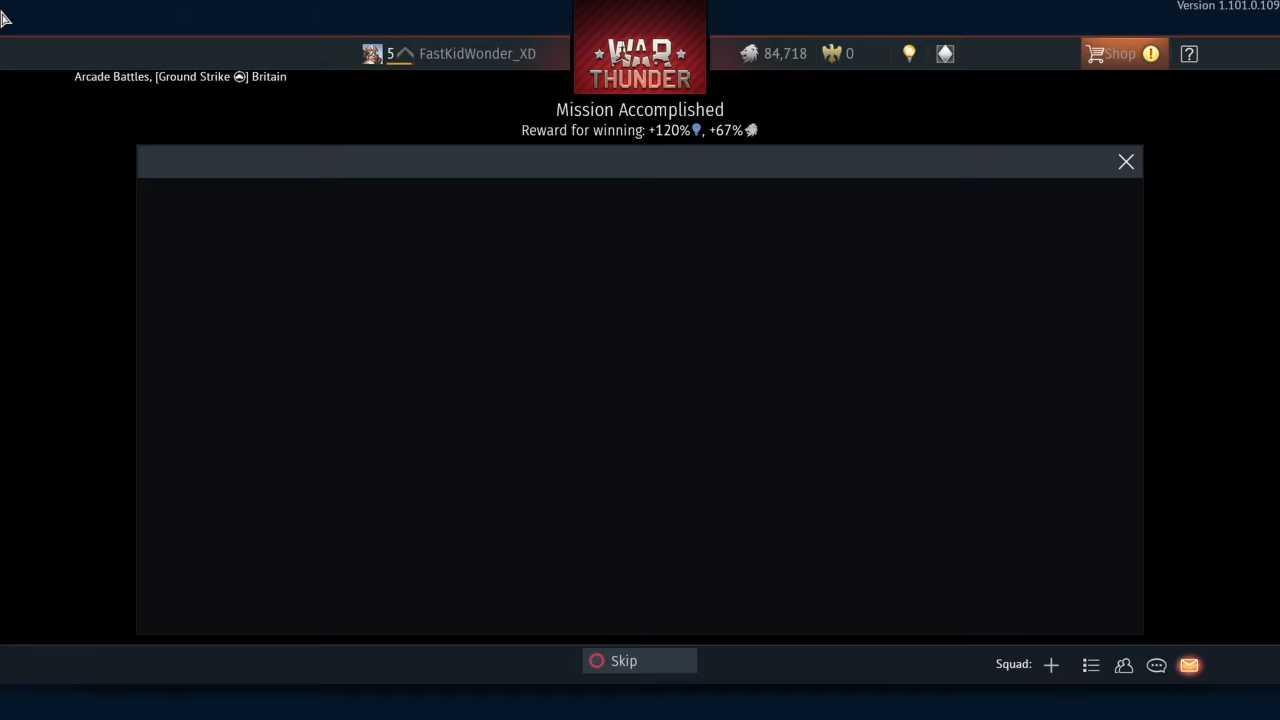 Version 1.101.0.109
5 FastKidWonder_XD
WAR
THUNDER
84,718
0
Shop
Arcade Battles, [Ground Strike] Britain
Mission Accomplished
Reward for winning: +120%, +67%
Skip
Squad: